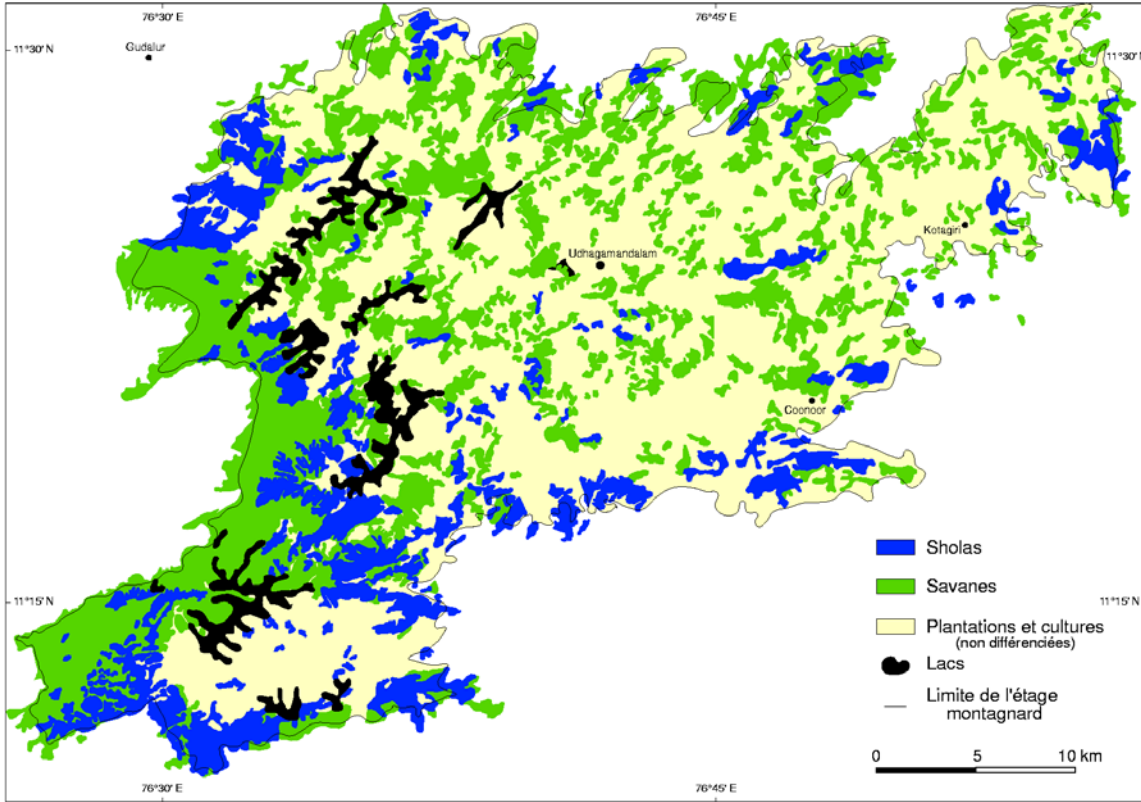 76°30' E
76°45' E
11°30' N
11°30' N
Gudalur
Kotagiri
Udhagamandalam
Coonoor
Sholas
Savanes
Plantations et cultures
(non différenciées)
Lacs
Limite de l'étage
montagnard
11°15' N
11°15' N
0 5 10 km
76°30' E
76°45' E